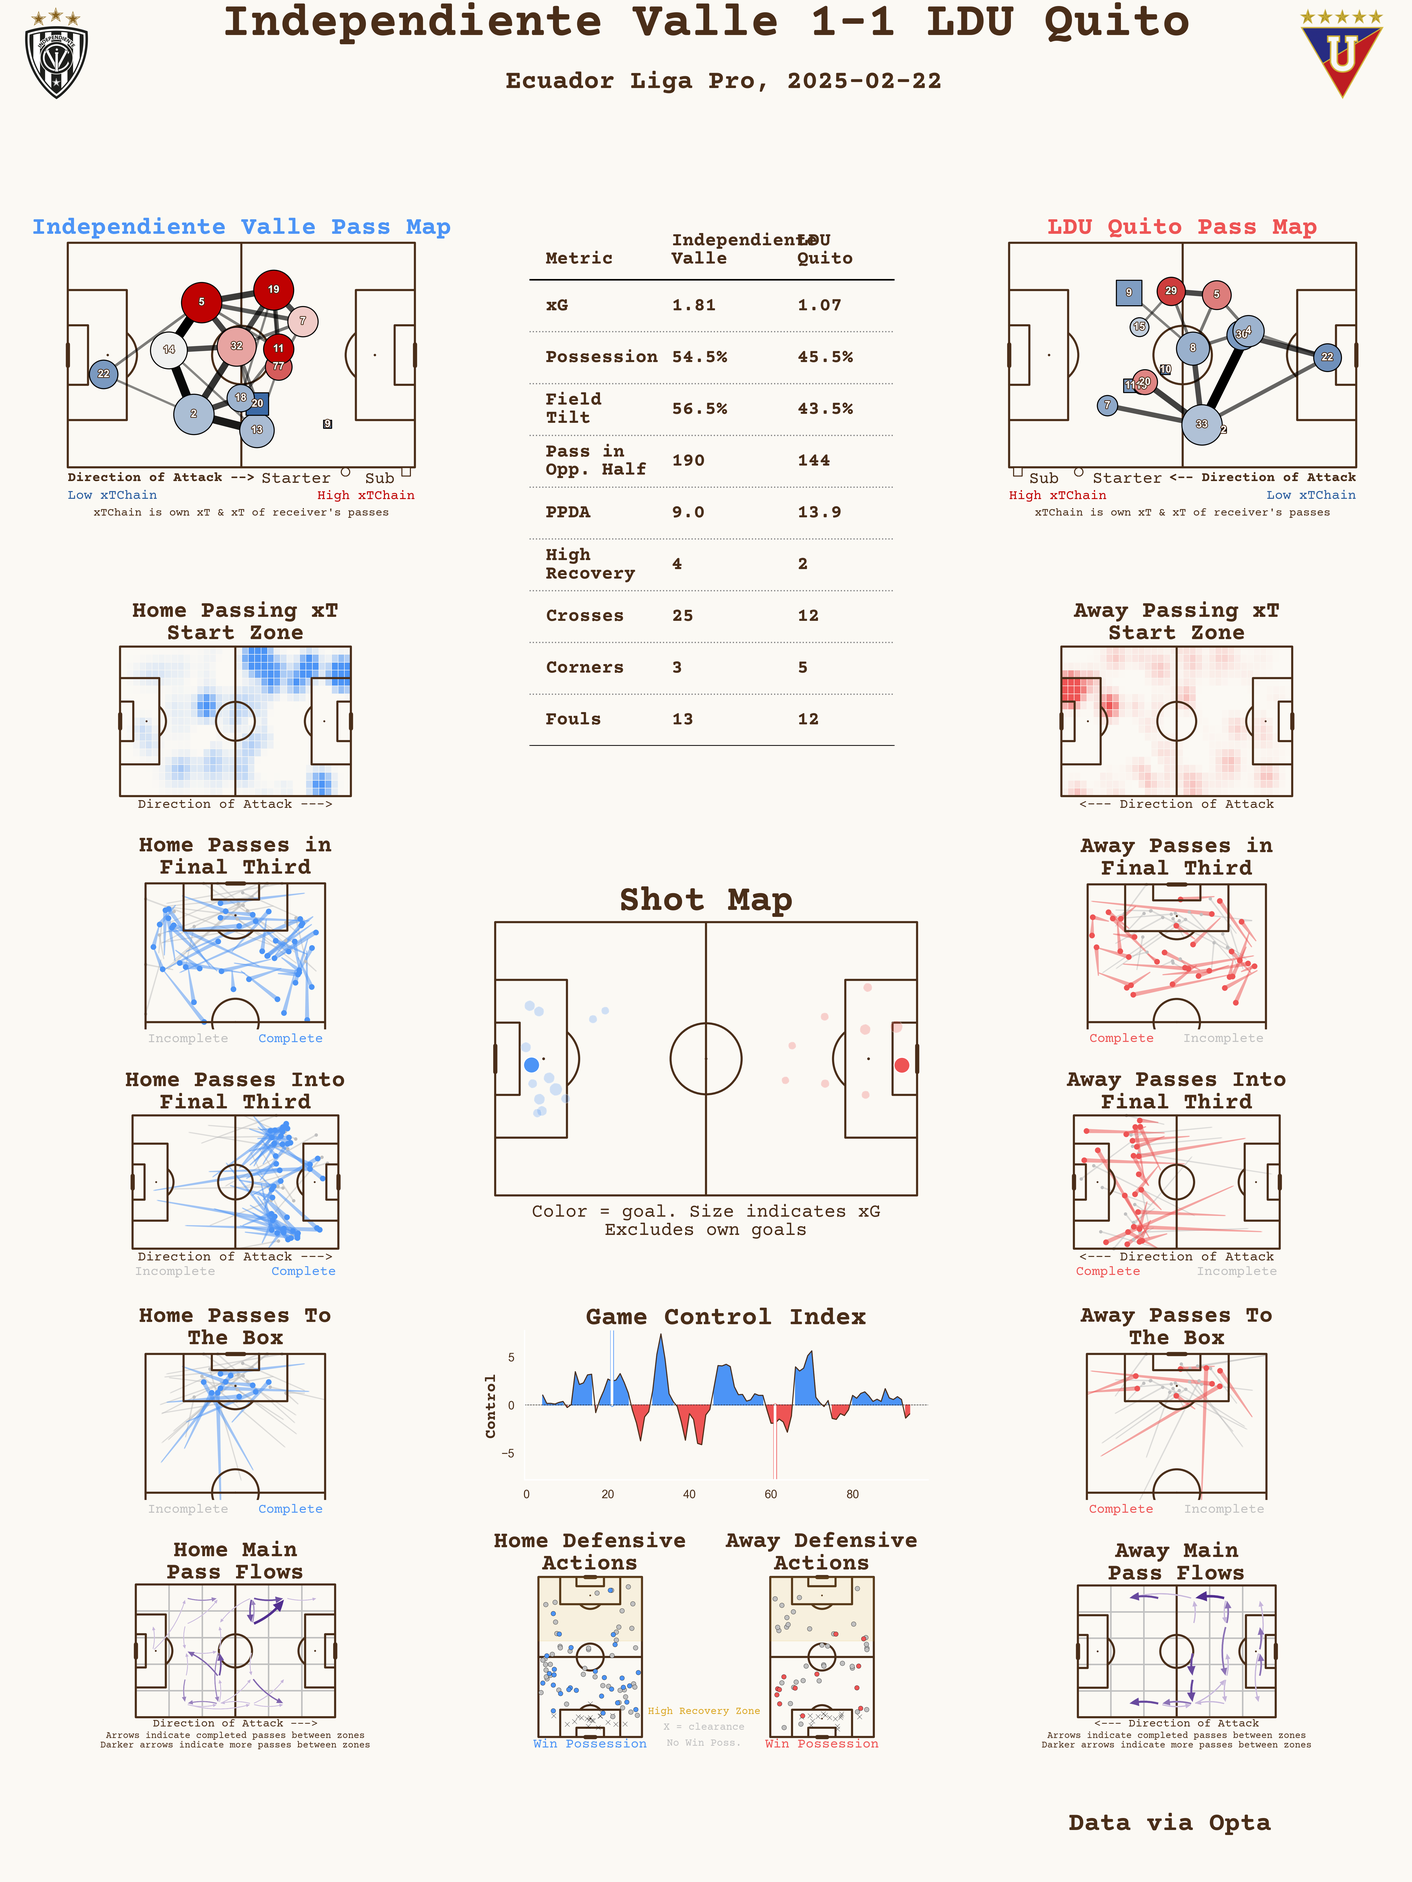 Independiente Valle 1-1 LDU Quito
Ecuador Liga Pro, 2025-02-22
INDEPENDIENTE
U
Independiente Valle Pass Map
5
19
7
14
32
11
77
22
18
20
2
13
9
Direction of Attack --> Starter Sub
Low xTChain High xTChain
xTChain is own xT & xT of receiver's passes
Metric Independiente Valle LDU Quito
xG 1.81 1.07
Possession 54.5% 45.5%
Field Tilt 56.5% 43.5%
Pass in Opp. Half 190 144
PPDA 9.0 13.9
High Recovery 4 2
Crosses 25 12
Corners 3 5
Fouls 13 12
LDU Quito Pass Map
9
29
5
15
30
4
8
22
10
20
7
33
2
Sub Starter <-- Direction of Attack
High xTChain Low xTChain
xTChain is own xT & xT of receiver's passes
Home Passing xT
Start Zone
Direction of Attack --->
Away Passing xT
Start Zone
<--- Direction of Attack
Home Passes in
Final Third
Incomplete Complete
Away Passes in
Final Third
Complete Incomplete
Shot Map
Color = goal. Size indicates xG
Excludes own goals
Home Passes Into
Final Third
Direction of Attack --->
Incomplete Complete
Away Passes Into
Final Third
<--- Direction of Attack
Complete Incomplete
Home Passes To
The Box
Incomplete Complete
Game Control Index
Control
5
0
−5
0 20 40 60 80
Away Passes To
The Box
Complete Incomplete
Home Main
Pass Flows
Direction of Attack --->
Arrows indicate completed passes between zones
Darker arrows indicate more passes between zones
Home Defensive
Actions
Win Possession
High Recovery Zone
X = clearance
No Win Poss.
Away Defensive
Actions
Win Possession
Away Main
Pass Flows
<--- Direction of Attack
Arrows indicate completed passes between zones
Darker arrows indicate more passes between zones
Data via Opta